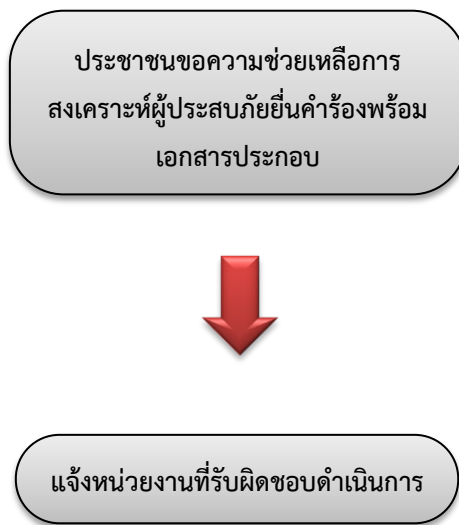 ประชาชนขอความช่วยเหลือการ
สงเคราะห์ผู้ประสบภัยยื่นคำร้องพร้อม
เอกสารประกอบ
แจ้งหน่วยงานที่รับผิดชอบดำเนินการ